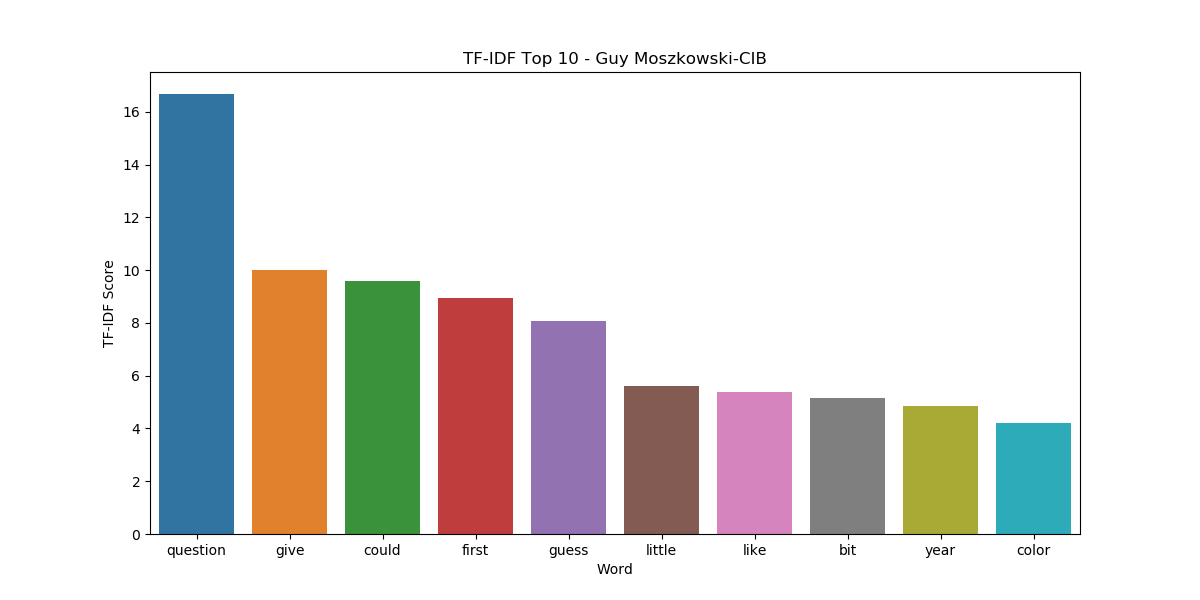 TF-IDF Top 10 - Guy Moszkowski-CIB
TF-IDF Score
16
14
12
10
8
6
4
2
0
question give could first guess little like bit year color
Word